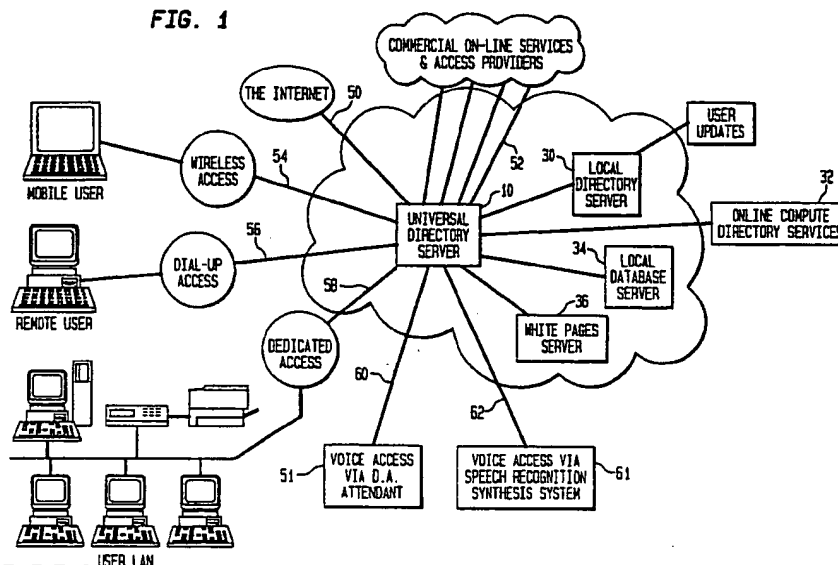 FIG. 1
COMMERCIAL ON-LINE SERVICES
& ACCESS PROVIDERS
THE INTERNET
50
52
USER
UPDATES
MOBILE USER
WIRELESS
ACCESS
54
30
LOCAL
DIRECTORY
SERVER
10
UNIVERSAL
DIRECTORY
SERVER
32
ONLINE COMPUTE
DIRECTORY SERVICES
REMOTE USER
DIAL-UP
ACCESS
56
34
LOCAL
DATABASE
SERVER
58
36
WHITE PAGES
SERVER
DEDICATED
ACCESS
60
62
51
VOICE ACCESS
VIA D.A.
ATTENDANT
VOICE ACCESS VIA
SPEECH RECOGNITION
SYNTHESIS SYSTEM
61
USER LAN